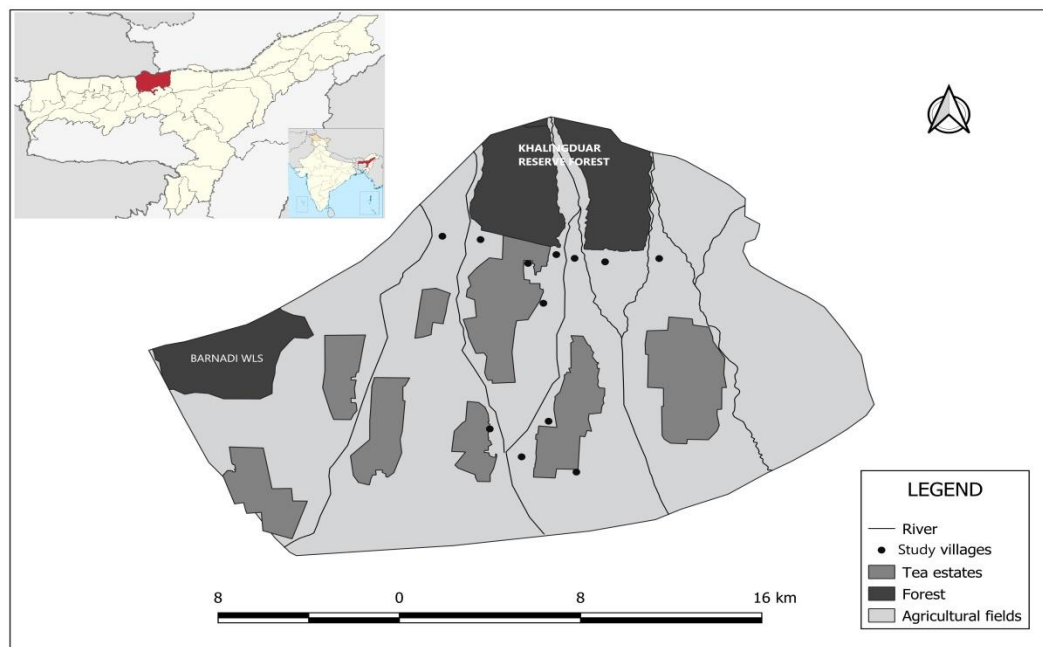 KHALINGDUAR
RESERVE FOREST
BARNADI WLS
LEGEND
River
Study villages
Tea estates
Forest
Agricultural fields
8 0 8 16 km